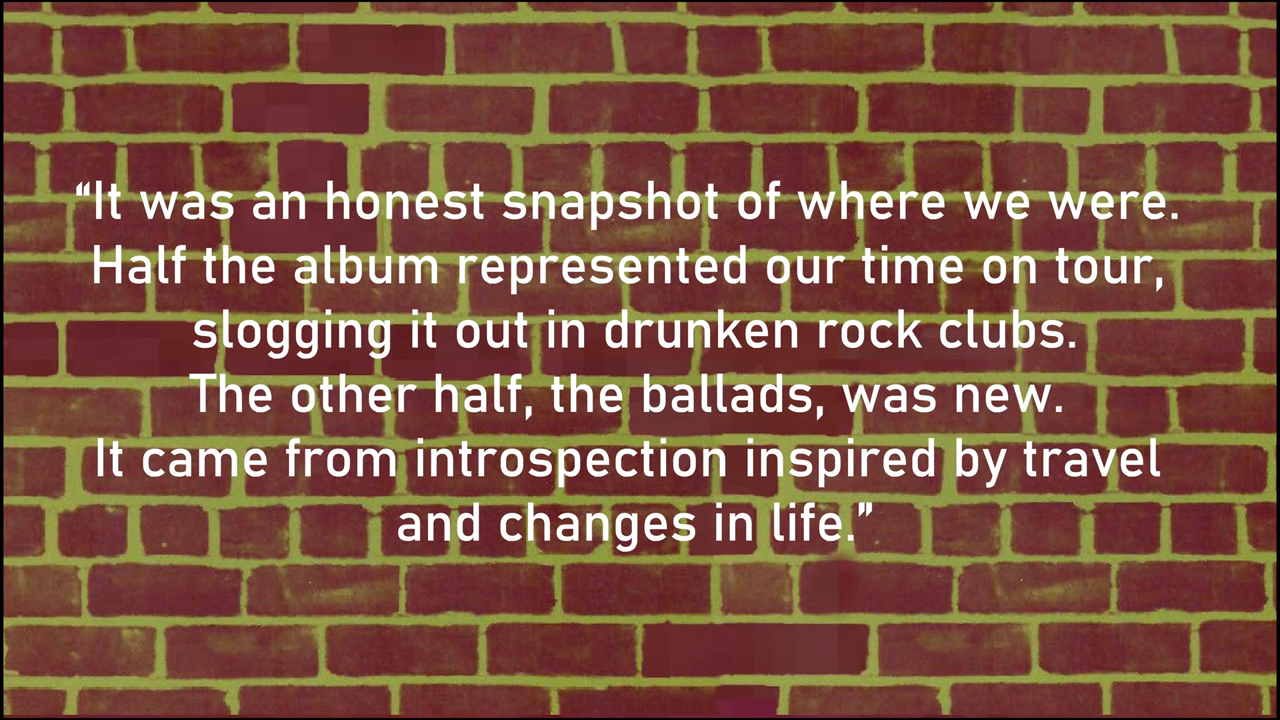 “It was an honest snapshot of where we were.
Half the album represented our time on tour,
slogging it out in drunken rock clubs.
The other half, the ballads, was new.
It came from introspection inspired by travel
and changes in life.”